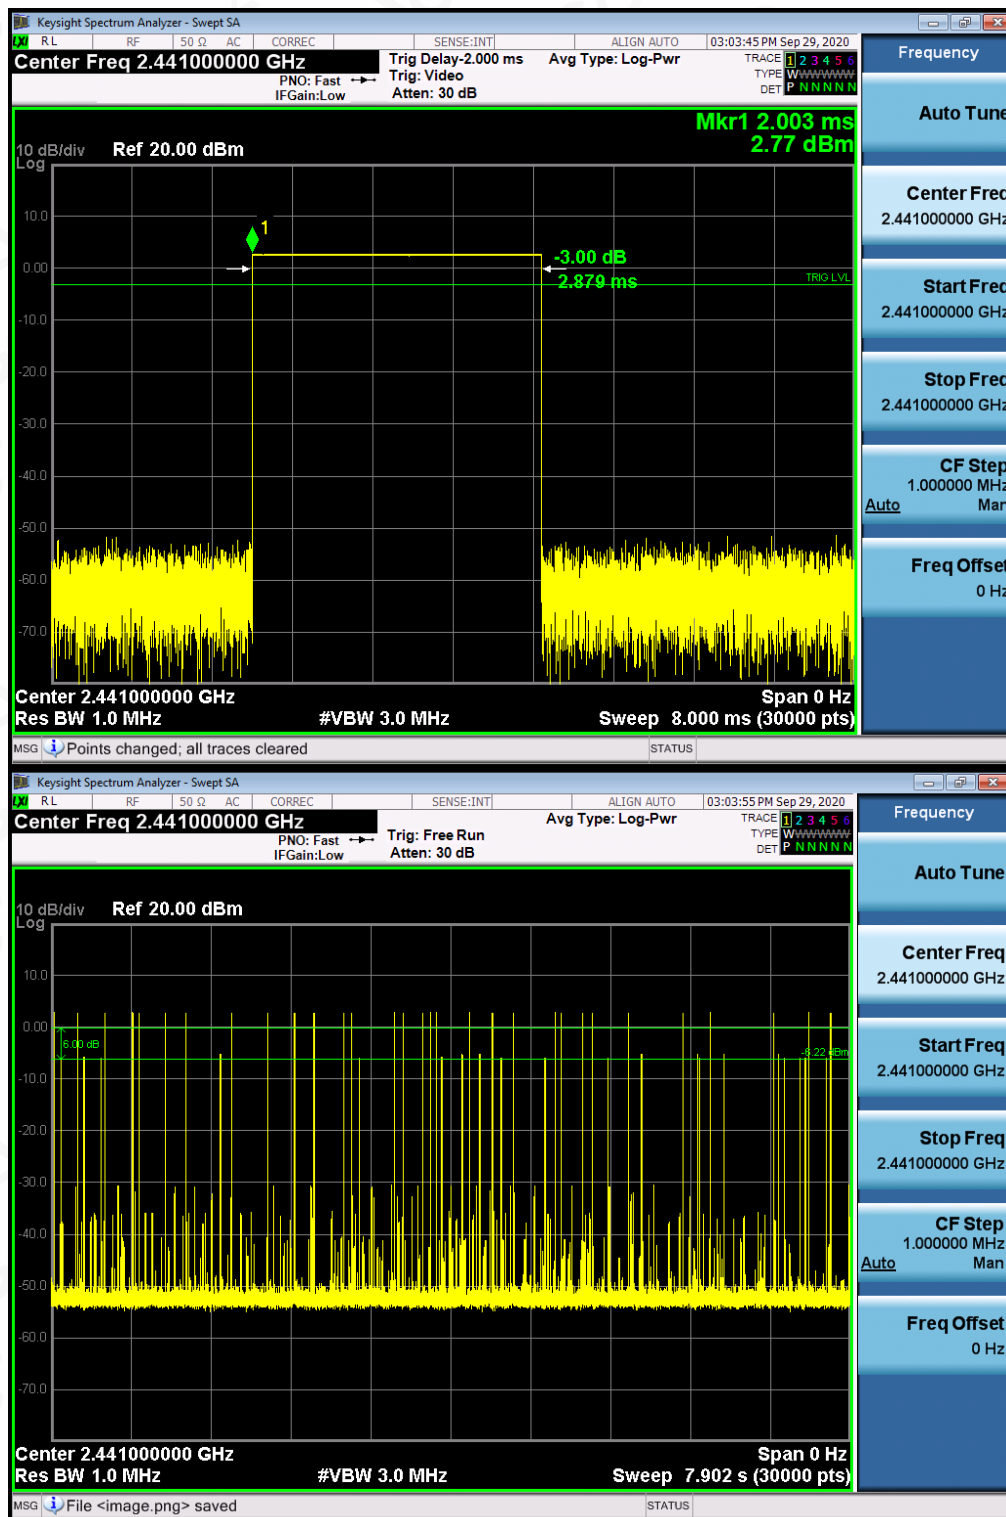 Keysight Spectrum Analyzer - Swept SA
LXI RL RF 50 Ω AC CORREC SENSE:INT ALIGN AUTO 03:03:45 PM Sep 29, 2020
Center Freq 2.441000000 GHz Trig Delay-2.000 ms Avg Type: Log-Pwr TRACE 1 2 3 4 5 6
PNO: Fast Trig: Video TYPE WWWWWWW
IFGain:Low Atten: 30 dB DET P N N N N N
Mkr1 2.003 ms
10 dB/div Ref 20.00 dBm 2.77 dBm
Log
10.0
1
-3.00 dB
0.00
2.879 ms TRIG LVL
-10.0
-20.0
-30.0
-40.0
-50.0
-60.0
-70.0
Center 2.441000000 GHz Span 0 Hz
Res BW 1.0 MHz #VBW 3.0 MHz Sweep 8.000 ms (30000 pts)
MSG Points changed; all traces cleared STATUS
Frequency
Auto Tune
Center Freq
2.441000000 GHz
Start Freq
2.441000000 GHz
Stop Freq
2.441000000 GHz
CF Step
1.000000 MHz
Auto Man
Freq Offset
0 Hz
Keysight Spectrum Analyzer - Swept SA
LXI RL RF 50 Ω AC CORREC SENSE:INT ALIGN AUTO 03:03:55 PM Sep 29, 2020
Center Freq 2.441000000 GHz Avg Type: Log-Pwr TRACE 1 2 3 4 5 6
PNO: Fast Trig: Free Run TYPE WWWWWWW
IFGain:Low Atten: 30 dB DET P N N N N N
10 dB/div Ref 20.00 dBm
Log
10.0
0.00
6.00 dB -6.22 dBm
-10.0
-20.0
-30.0
-40.0
-50.0
-60.0
-70.0
Center 2.441000000 GHz Span 0 Hz
Res BW 1.0 MHz #VBW 3.0 MHz Sweep 7.902 s (30000 pts)
MSG File <image.png> saved STATUS
Frequency
Auto Tune
Center Freq
2.441000000 GHz
Start Freq
2.441000000 GHz
Stop Freq
2.441000000 GHz
CF Step
1.000000 MHz
Auto Man
Freq Offset
0 Hz